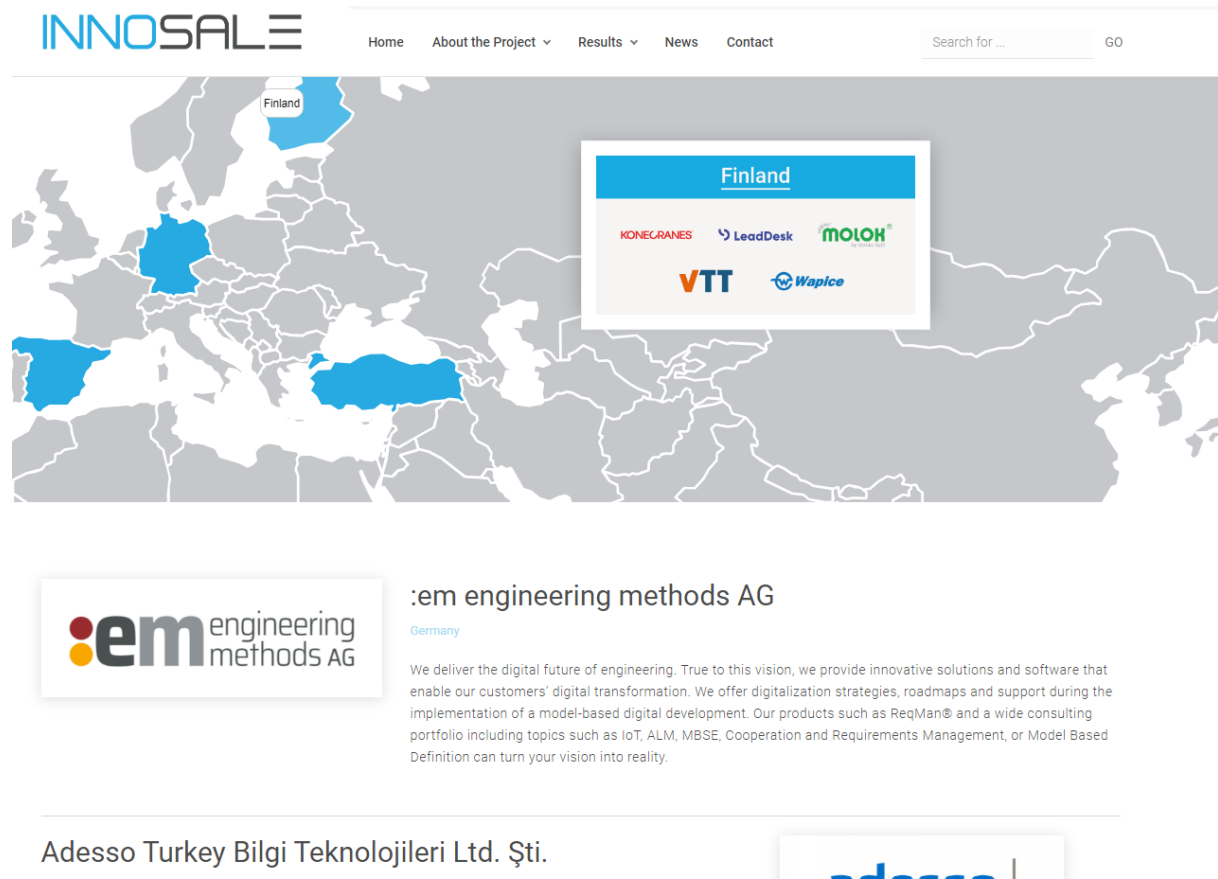 INNOSALE
Home About the Project Results News Contact Search for ... GO
Finland
Finland
KONECRANES LeadDesk MOLOK®
VTT Wapice
:em engineering methods AG
:em engineering methods AG
Germany
We deliver the digital future of engineering. True to this vision, we provide innovative solutions and software that
enable our customers' digital transformation. We offer digitalization strategies, roadmaps and support during the
implementation of a model-based digital development. Our products such as ReqMan® and a wide consulting
portfolio including topics such as IoT, ALM, MBSE, Cooperation and Requirements Management, or Model Based
Definition can turn your vision into reality.
Adesso Turkey Bilgi Teknolojileri Ltd. Şti.
adesso